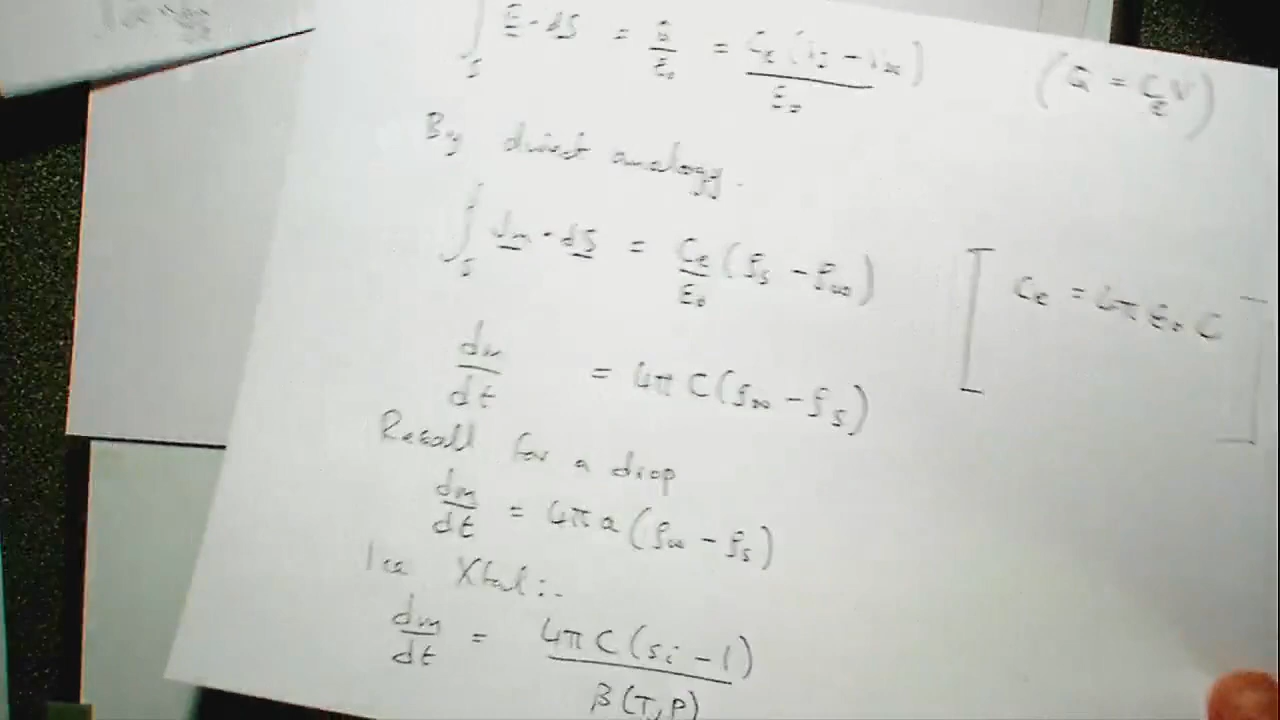 ∫_S E · dS = Q/ε₀ = C_e (V_s - V_∞)/ε₀ (Q = C_e V)
By direct analogy.
∫_S J_m · dS = C_e/ε₀ (ρ_s - ρ_∞) [ C_e = 4π ε₀ C ]
dm/dt = 4π C (ρ_∞ - ρ_s)
Recall for a drop
dm/dt = 4π a (ρ_∞ - ρ_s)
Ice Xtal:-
dm/dt = 4π C (s_i - 1)/β(T,P)